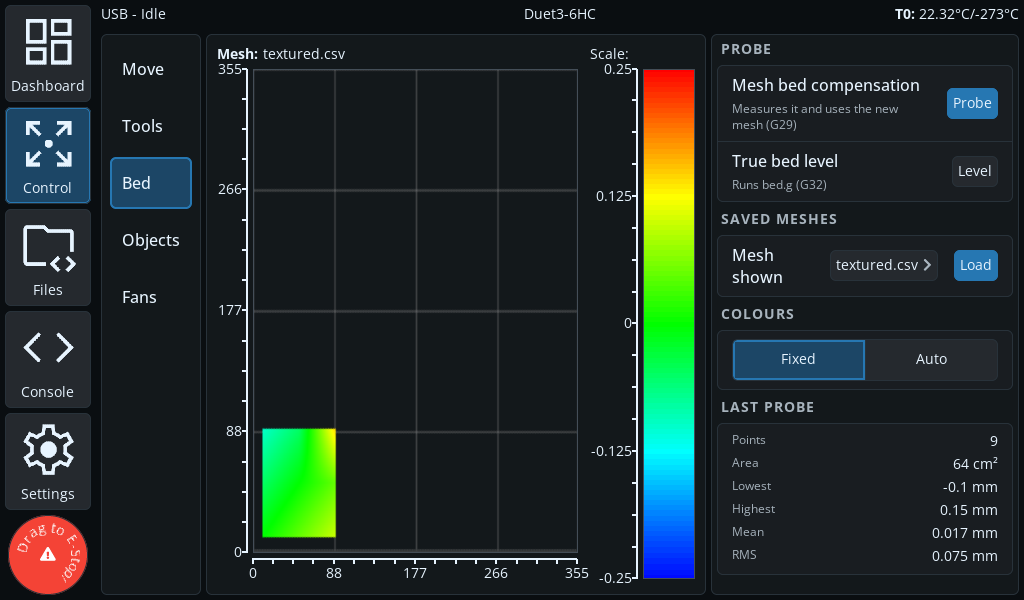 USB - Idle
Duet3-6HC
T0: 22.32°C/-273°C
Dashboard
Control
Files
Console
Settings
Drag to E-Stop!
Move
Tools
Bed
Objects
Fans
Mesh: textured.csv
Scale:
355
266
177
88
0
0
88
177
266
355
0.25
0.125
0
-0.125
-0.25
PROBE
Mesh bed compensation
Measures it and uses the new
mesh (G29)
Probe
True bed level
Runs bed.g (G32)
Level
SAVED MESHES
Mesh
shown
textured.csv
Load
COLOURS
Fixed
Auto
LAST PROBE
Points 9
Area 64 cm²
Lowest -0.1 mm
Highest 0.15 mm
Mean 0.017 mm
RMS 0.075 mm